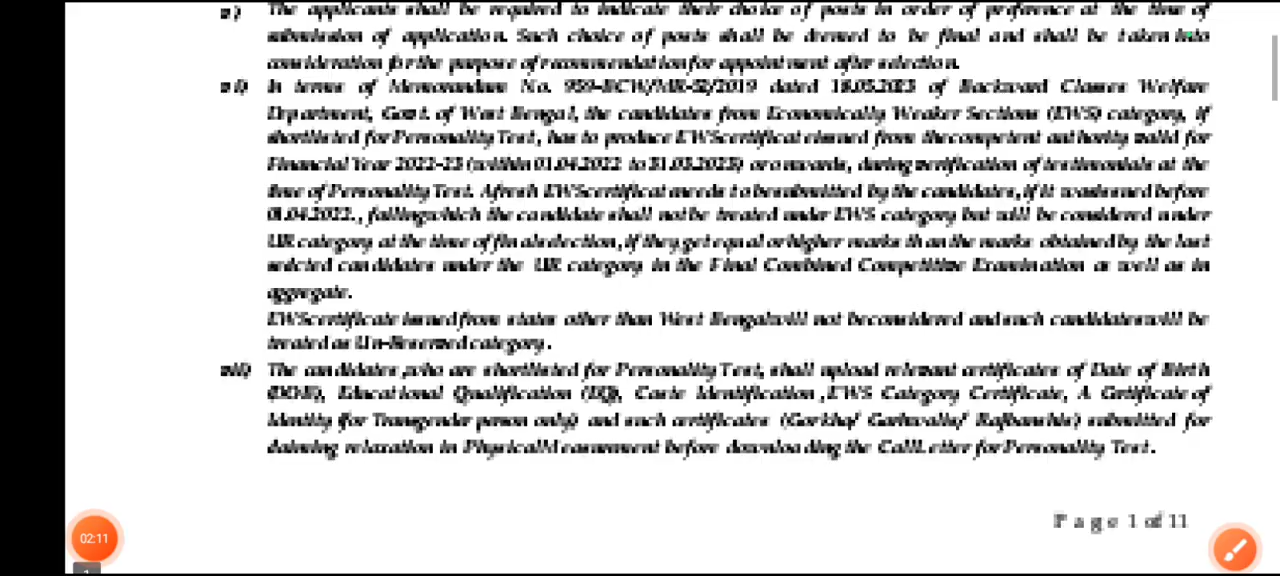 v) The applicants shall be required to indicate their choice of posts in order of preference at the time of
submission of application. Such choice of posts shall be deemed to be final and shall be taken into
consideration for the purpose of recommendation for appointment after selection.
vi) In terms of Memorandum No. 959-BCW/MR-52/2019 dated 18.05.2023 of Backward Classes Welfare
Department, Govt. of West Bengal, the candidates from Economically Weaker Sections (EWS) category, if
shortlisted for Personality Test, has to produce EWS certificate issued from the competent authority valid for
Financial Year 2022-23 (within 01.04.2022 to 31.03.2023) or onwards, during verification of testimonials at the
time of Personality Test. A fresh EWS certificate needs to be submitted by the candidates, if it was issued before
01.04.2022., failing which the candidate shall not be treated under EWS category but will be considered under
UR category at the time of final selection, if they get equal or higher marks than the marks obtained by the last
selected candidates under the UR category in the Final Combined Competitive Examination as well as in
aggregate.
EWS certificate issued from states other than West Bengal will not be considered and such candidates will be
treated as Un-Reserved category.
vii) The candidates, who are shortlisted for Personality Test, shall upload relevant certificates of Date of Birth
(DOB), Educational Qualification (EQ), Caste Identification, EWS Category Certificate, A Certificate of
Identity (for Transgender person only) and such certificates (Gorkha/ Garhwalis/ Rajbanshis) submitted for
claiming relaxation in Physical Measurement before downloading the Call Letter for Personality Test.
Page 1 of 11
02:11
1